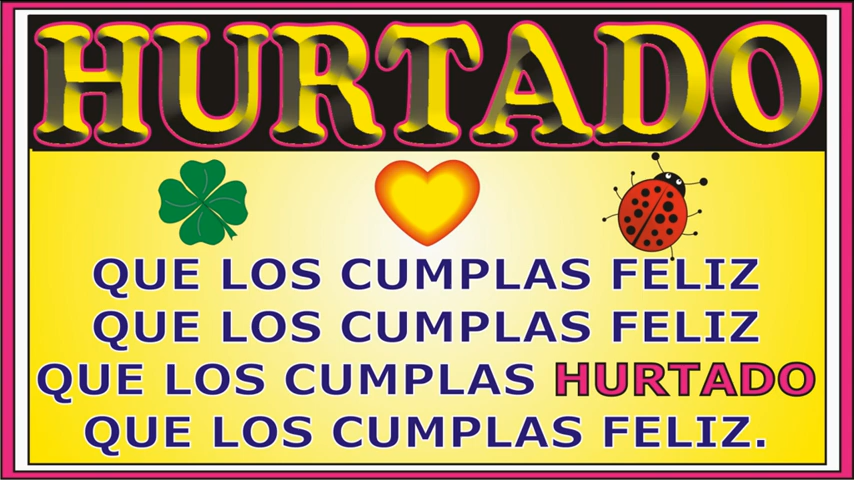 HURTADO
QUE LOS CUMPLAS FELIZ
QUE LOS CUMPLAS FELIZ
QUE LOS CUMPLAS HURTADO
QUE LOS CUMPLAS FELIZ.